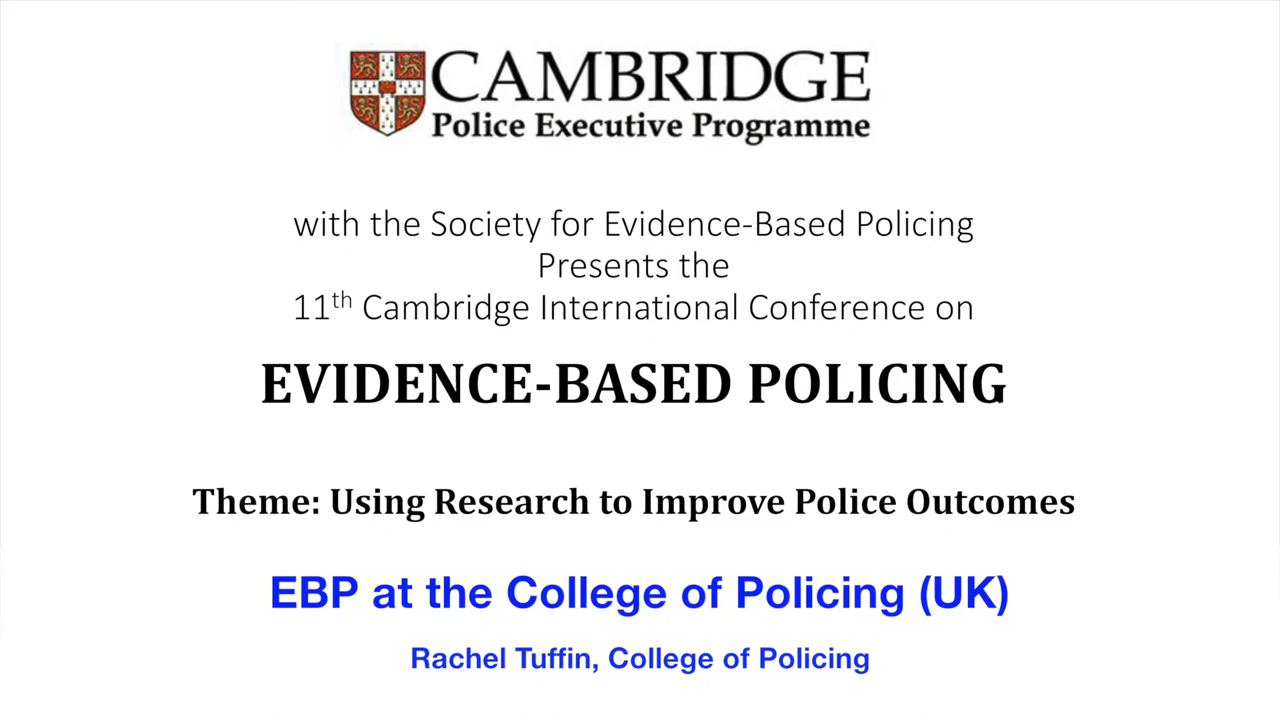 CAMBRIDGE
Police Executive Programme
with the Society for Evidence-Based Policing
Presents the
11th Cambridge International Conference on
EVIDENCE-BASED POLICING
Theme: Using Research to Improve Police Outcomes
EBP at the College of Policing (UK)
Rachel Tuffin, College of Policing